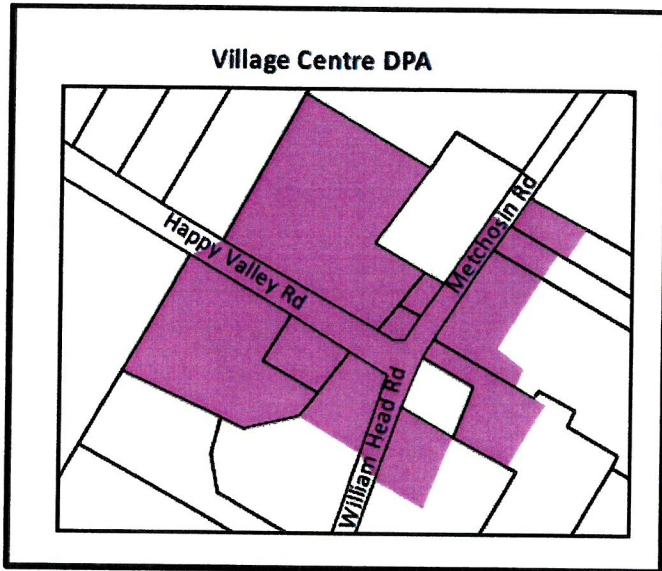 Village Centre DPA
Happy Valley Rd
Metchosin Rd
William Head Rd